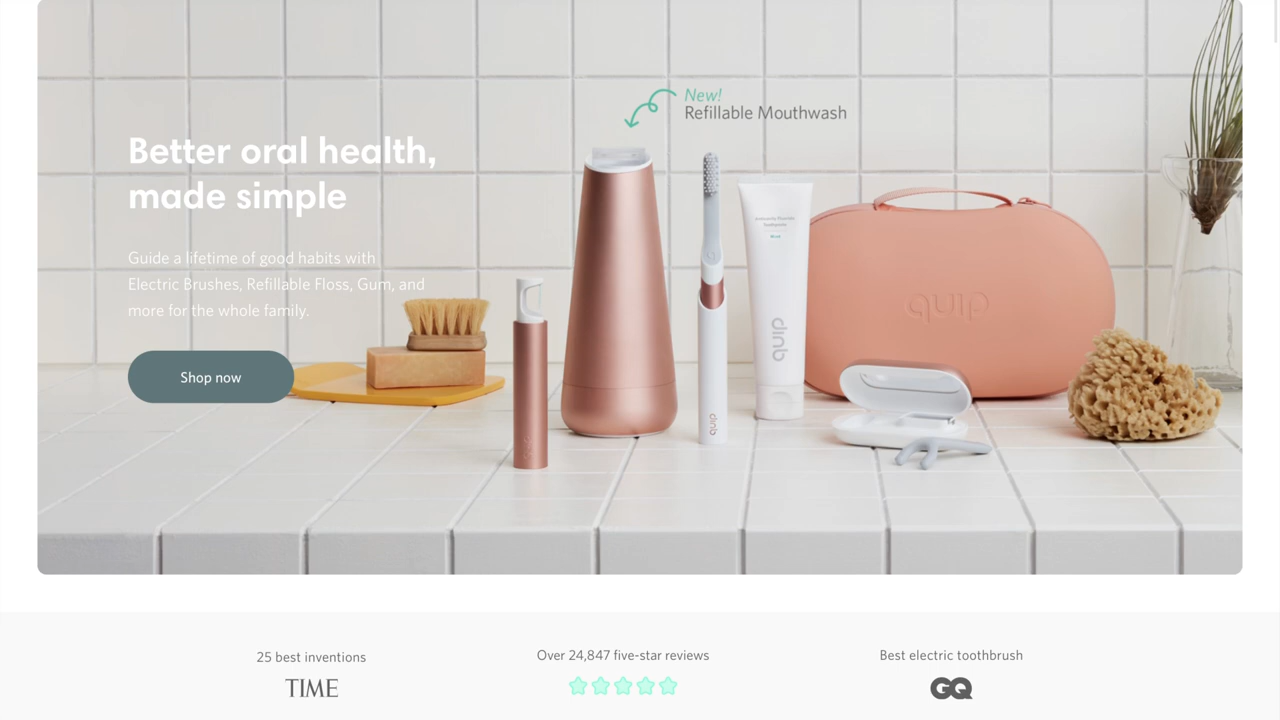 New!
Refillable Mouthwash
Better oral health,
made simple
Guide a lifetime of good habits with
Electric Brushes, Refillable Floss, Gum, and
more for the whole family.
Shop now
quip
quip
quip
25 best inventions
TIME
Over 24,847 five-star reviews
Best electric toothbrush
GQ